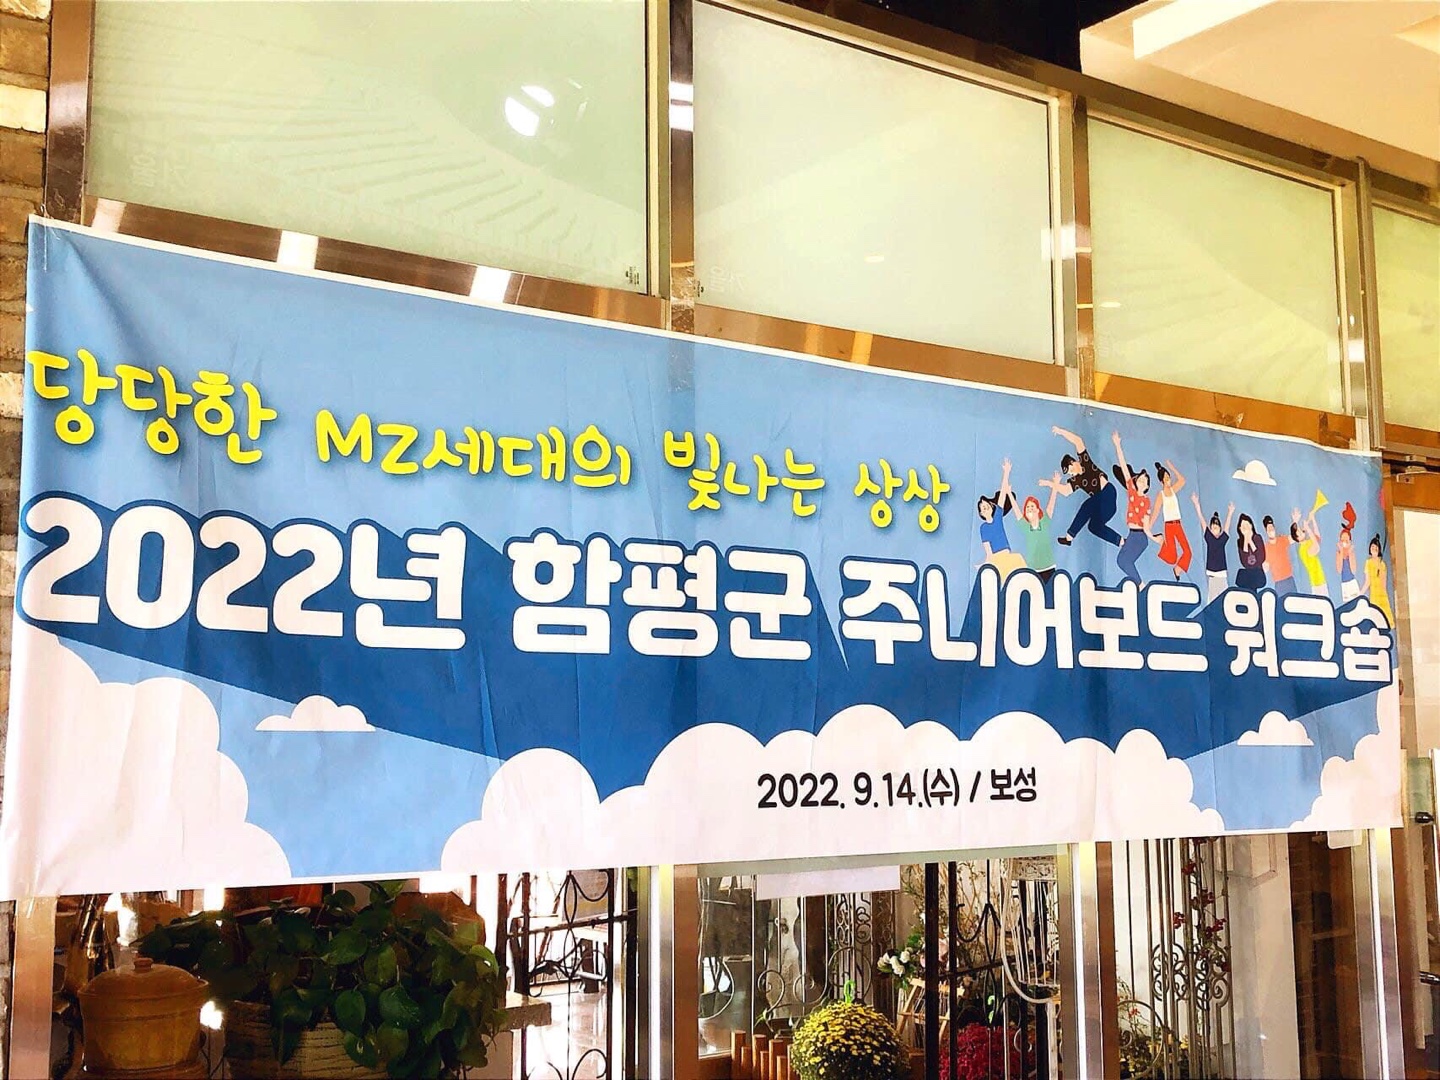 당당한 MZ세대의 빛나는 상상
2022년 함평군 주니어보드 워크숍
2022. 9.14.(수) / 보성